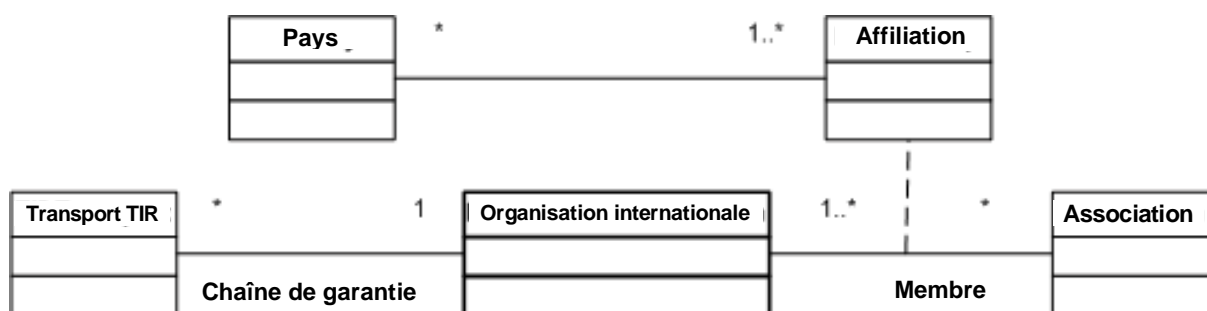 Pays * 1..* Affiliation
Transport TIR * 1 Organisation internationale 1..* * Association
Chaîne de garantie Membre